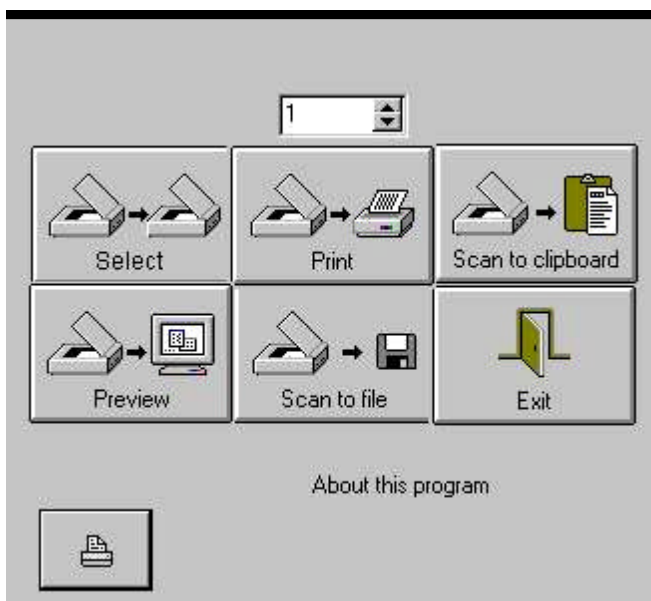 1
Select
Print
Scan to clipboard
Preview
Scan to file
Exit
About this program